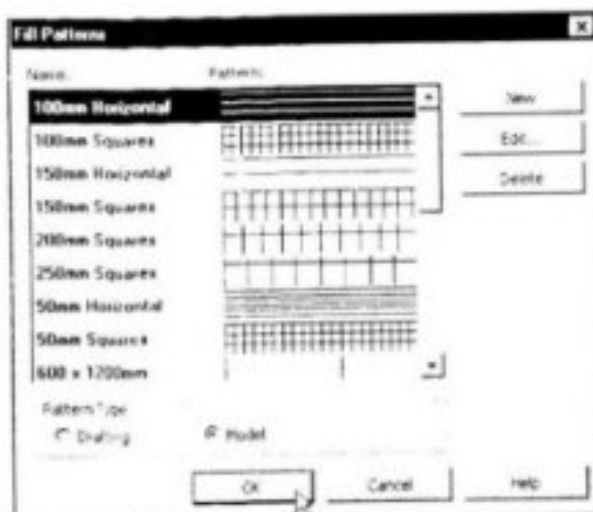 Fill Patterns
Name: Pattern:
100mm Horizontal
100mm Squares
150mm Horizontal
150mm Squares
200mm Squares
250mm Squares
50mm Horizontal
50mm Squares
600 x 1200mm
New
Edit...
Delete
Pattern Type
Drafting Model
OK Cancel Help